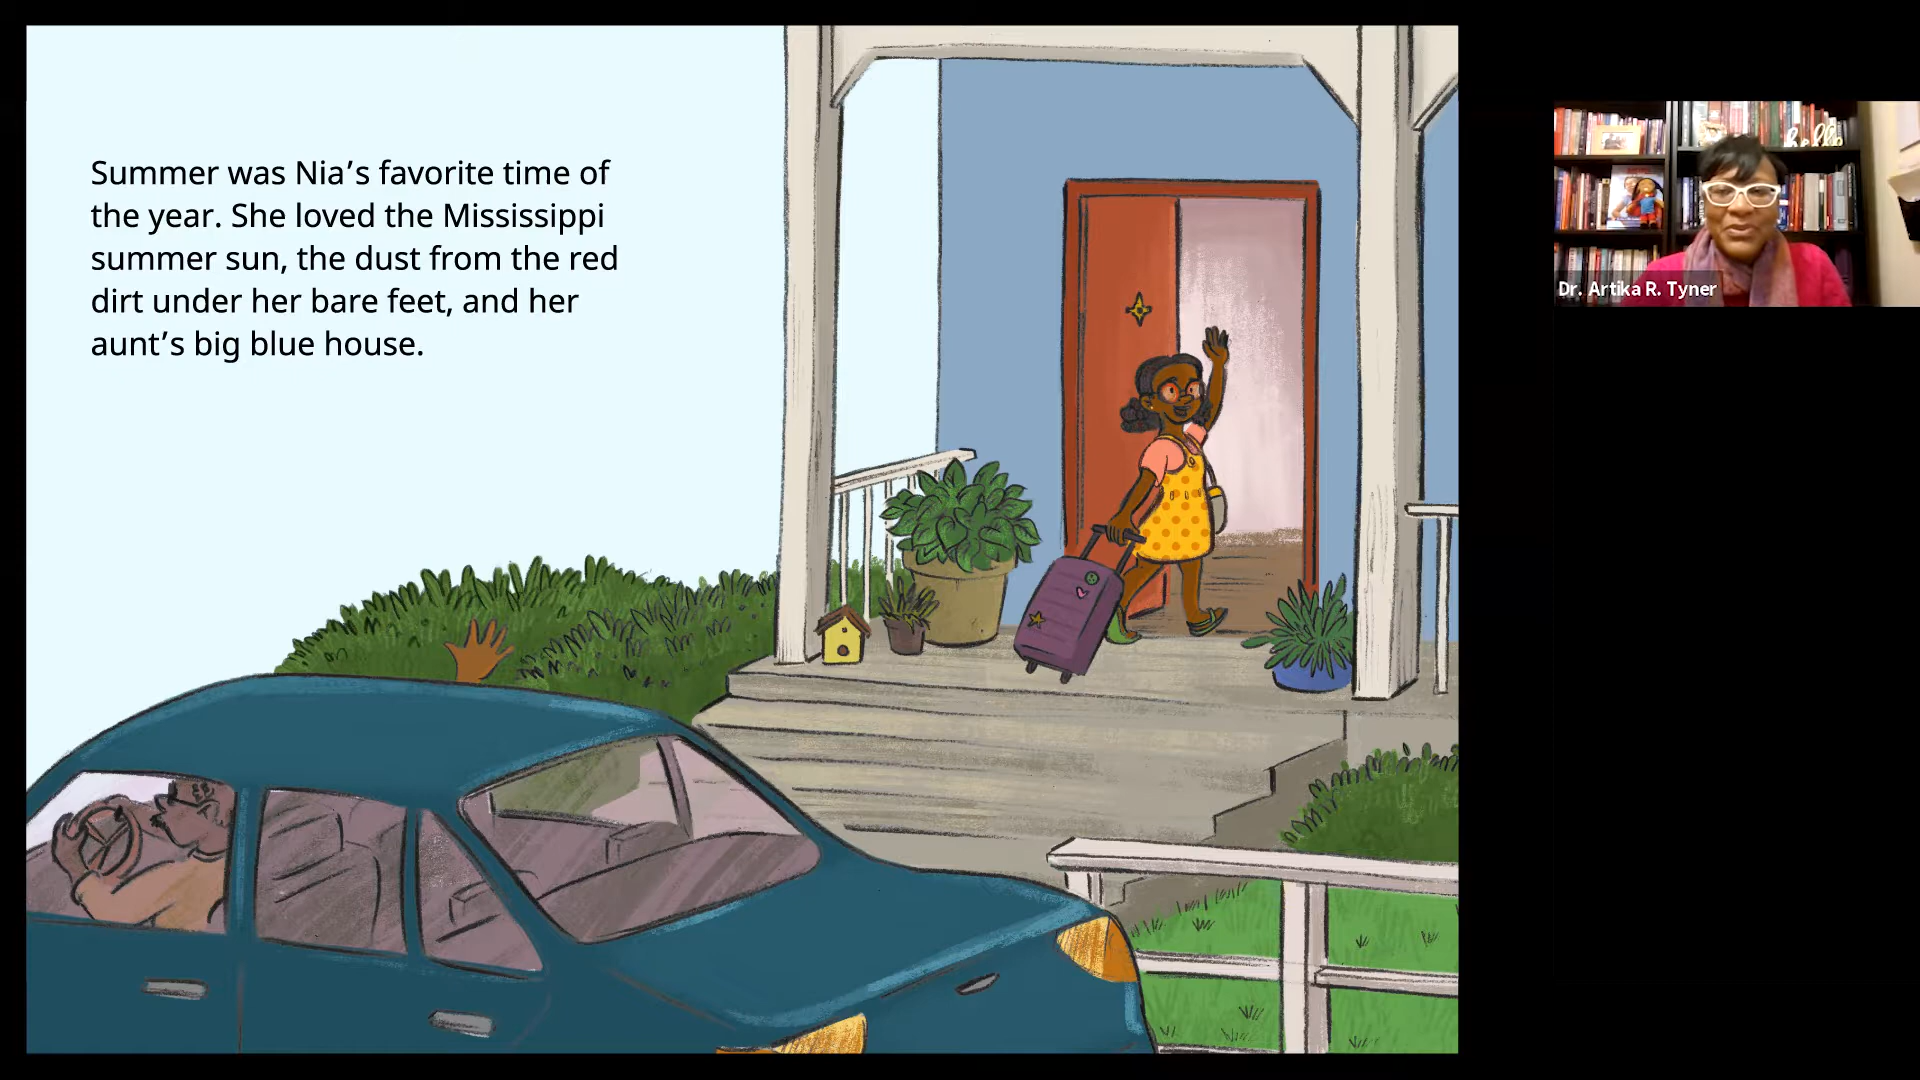 Summer was Nia’s favorite time of
the year. She loved the Mississippi
summer sun, the dust from the red
dirt under her bare feet, and her
aunt’s big blue house.
hello
Dr. Artika R. Tyner